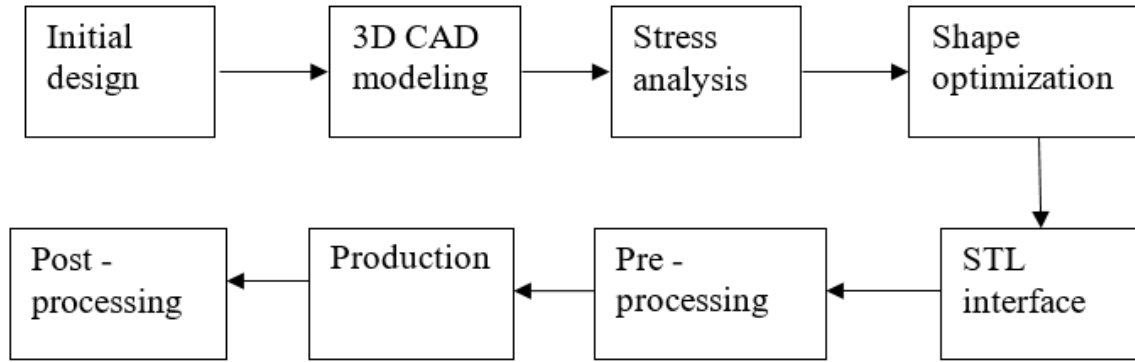 Initial
design
3D CAD
modeling
Stress
analysis
Shape
optimization
STL
interface
Pre -
processing
Production
Post -
processing